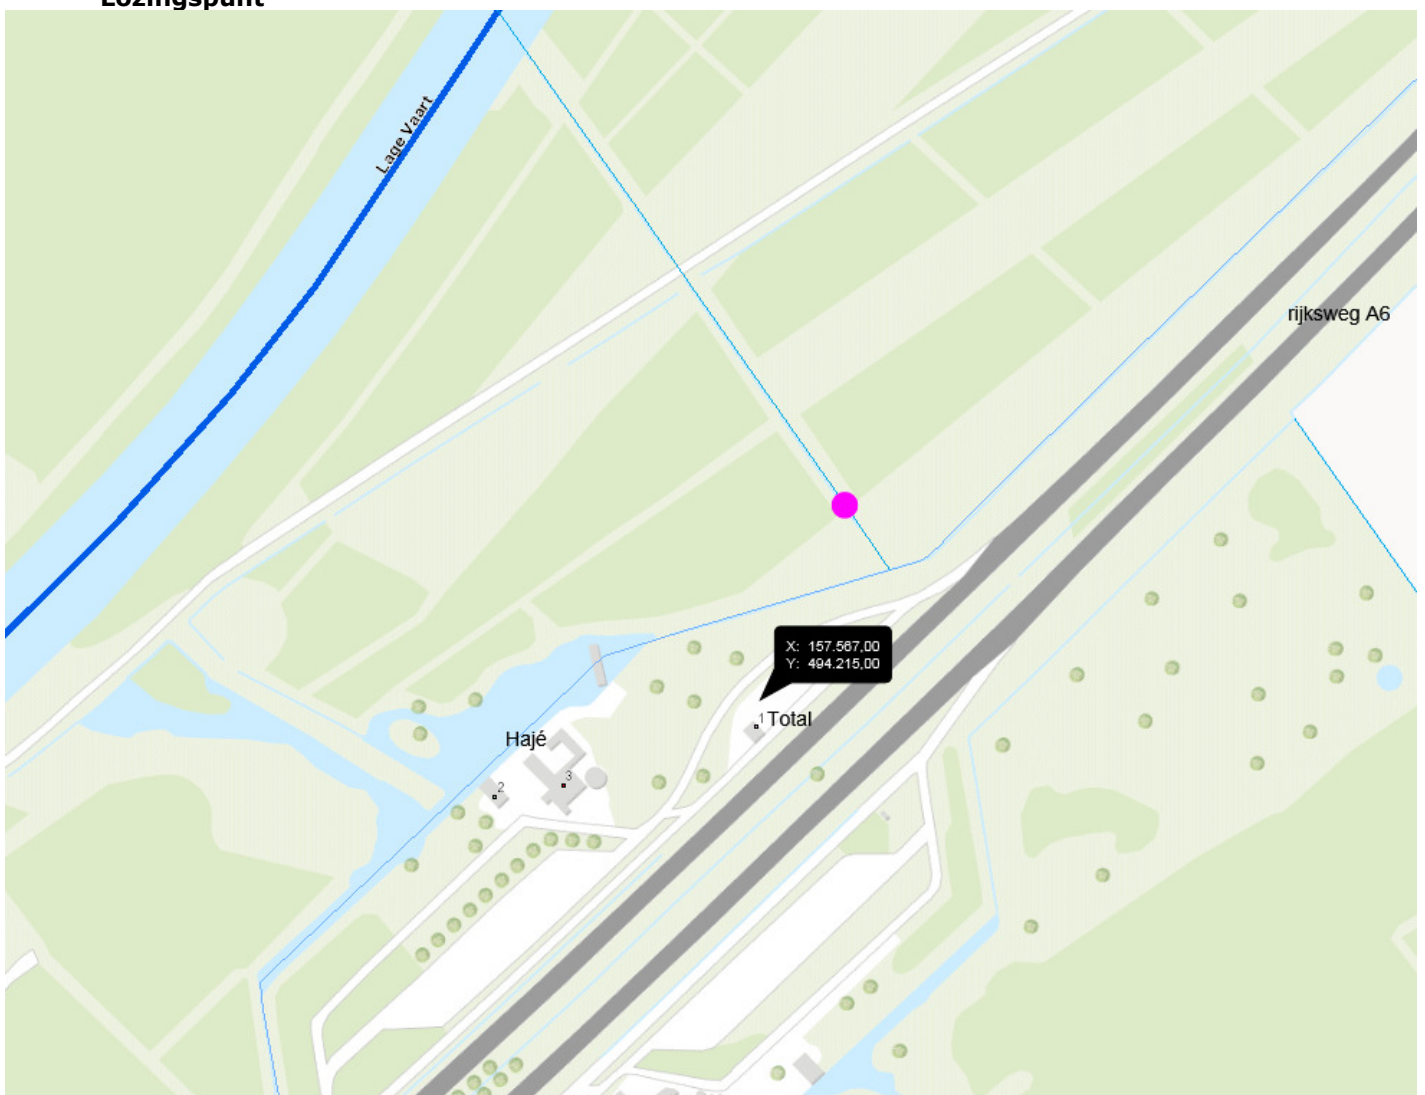 Lozingspunt
Lage Vaart
rijksweg A6
X: 157.567,00
Y: 494.215,00
1 Total
Hajé
3
2